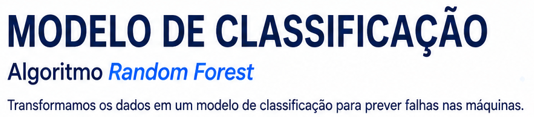 MODELO DE CLASSIFICAÇÃO
Algoritmo Random Forest
Transformamos os dados em um modelo de classificação para prever falhas nas máquinas.